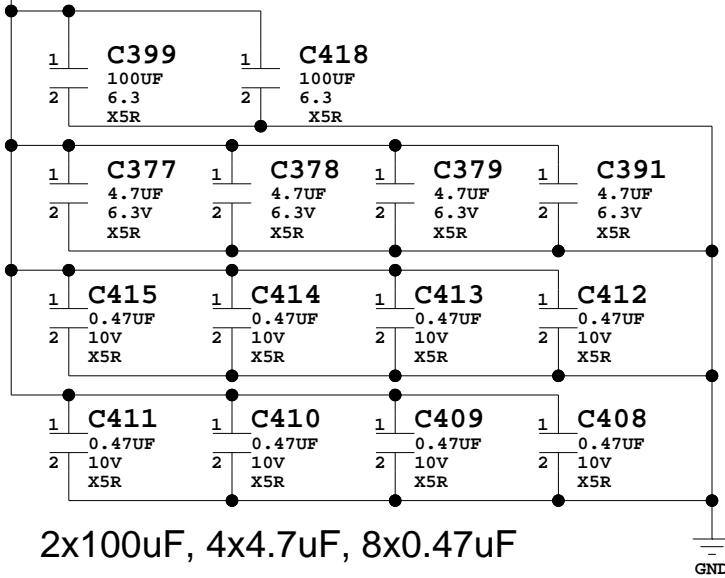 C399 C418
1 100UF 1 100UF
2 6.3 2 6.3
X5R X5R
C377 C378 C379 C391
1 4.7UF 1 4.7UF 1 4.7UF 1 4.7UF
2 6.3V 2 6.3V 2 6.3V 2 6.3V
X5R X5R X5R X5R
1 C415 1 C414 1 C413 1 C412
0.47UF 0.47UF 0.47UF 0.47UF
2 10V 2 10V 2 10V 2 10V
X5R X5R X5R X5R
1 C411 1 C410 1 C409 1 C408
0.47UF 0.47UF 0.47UF 0.47UF
2 10V 2 10V 2 10V 2 10V
X5R X5R X5R X5R
2x100uF, 4x4.7uF, 8x0.47uF
GND